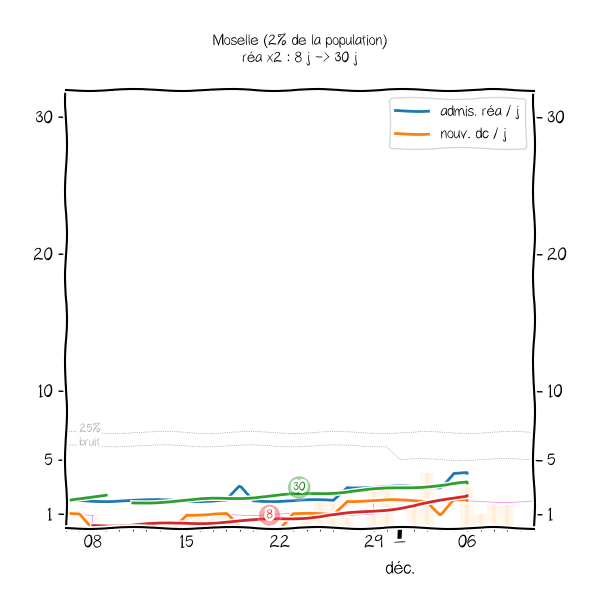 Moselle (2% de la population)
réa x2 : 8 j -> 30 j
admis. réa / j
nouv. dc / j
30 30
20 20
10 10
25%
bruit
5 5
30
1 8 1
08 15 22 29 06
déc.